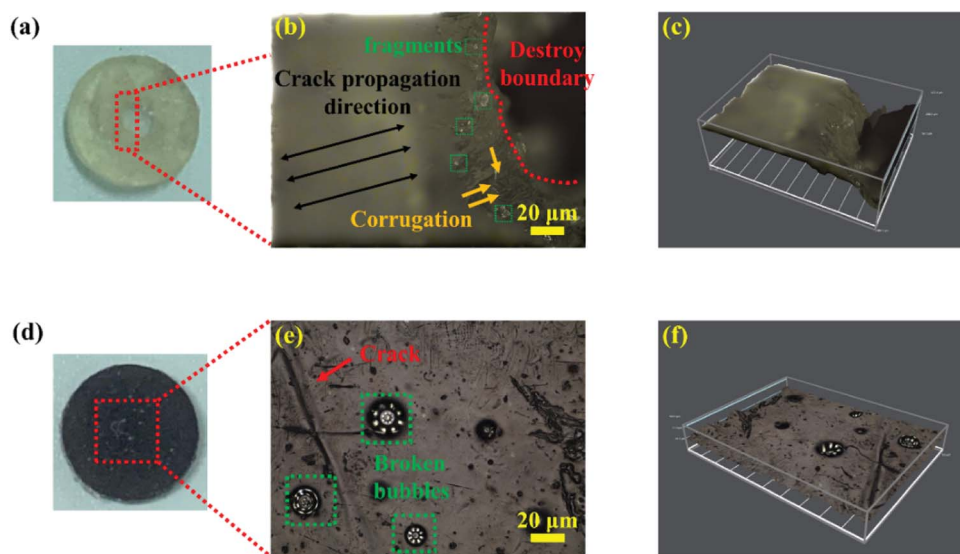 (a)
(b)
fragments
Destroy
boundary
Crack propagation
direction
Corrugation
20 µm
(c)
(d)
(e)
Crack
Broken
bubbles
20 µm
(f)